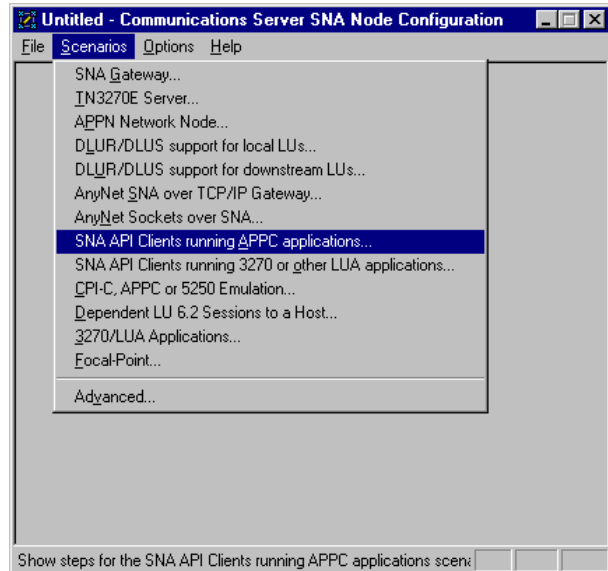 Untitled - Communications Server SNA Node Configuration
File Scenarios Options Help
SNA Gateway...
TN3270E Server...
APPN Network Node...
DLUR/DLUS support for local LUs...
DLUR/DLUS support for downstream LUs...
AnyNet SNA over TCP/IP Gateway...
AnyNet Sockets over SNA...
SNA API Clients running APPC applications...
SNA API Clients running 3270 or other LUA applications...
CPI-C, APPC or 5250 Emulation...
Dependent LU 6.2 Sessions to a Host...
3270/LUA Applications...
Focal-Point...
Advanced...
Show steps for the SNA API Clients running APPC applications scena